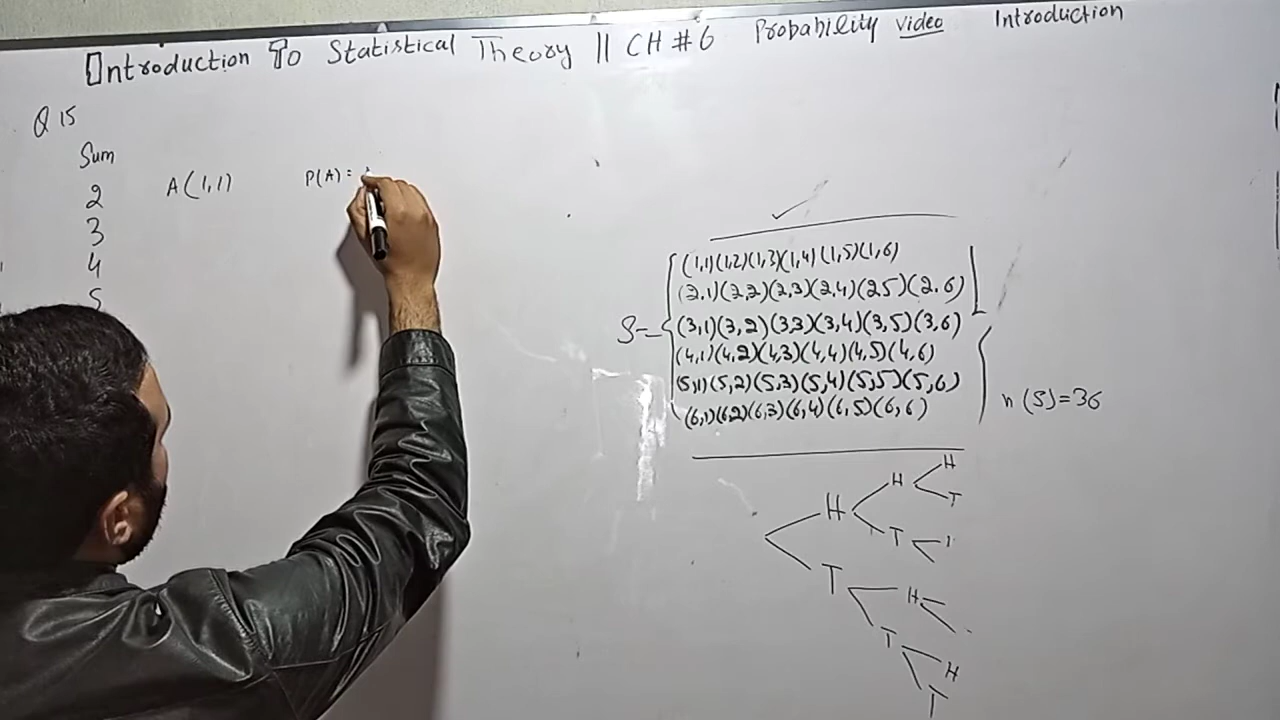 Introduction To Statistical Theory || CH # 6 Probability video Introduction
Q 15
Sum
2 A(1,1) P(A) =
3
4
5
S =
(1,1)(1,2)(1,3)(1,4)(1,5)(1,6)
(2,1)(2,2)(2,3)(2,4)(25)(2.6)
(3,1)(3,2)(3,3)(3,4)(3,5)(3,6)
(4,1)(4,2)(4,3)(4,4)(4,5)(4,6)
(5,1)(5,2)(5,3)(5,4)(5,5)(5,6)
(6,1)(6,2)(6,3)(6,4)(6,5)(6,6)
n(S)=36
H
H
T
H
T
T
H
T
H
T